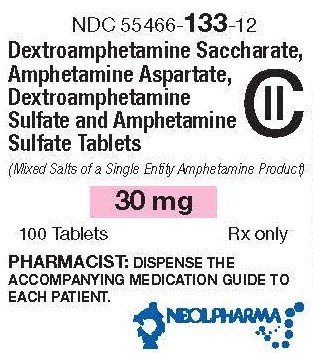 NDC 55466-133-12
Dextroamphetamine Saccharate,
Amphetamine Aspartate,
Dextroamphetamine
Sulfate and Amphetamine
Sulfate Tablets
CII
(Mixed Salts of a Single Entity Amphetamine Product)
30 mg
100 Tablets Rx only
PHARMACIST: DISPENSE THE
ACCOMPANYING MEDICATION GUIDE TO
EACH PATIENT.
NEOLPHARMA